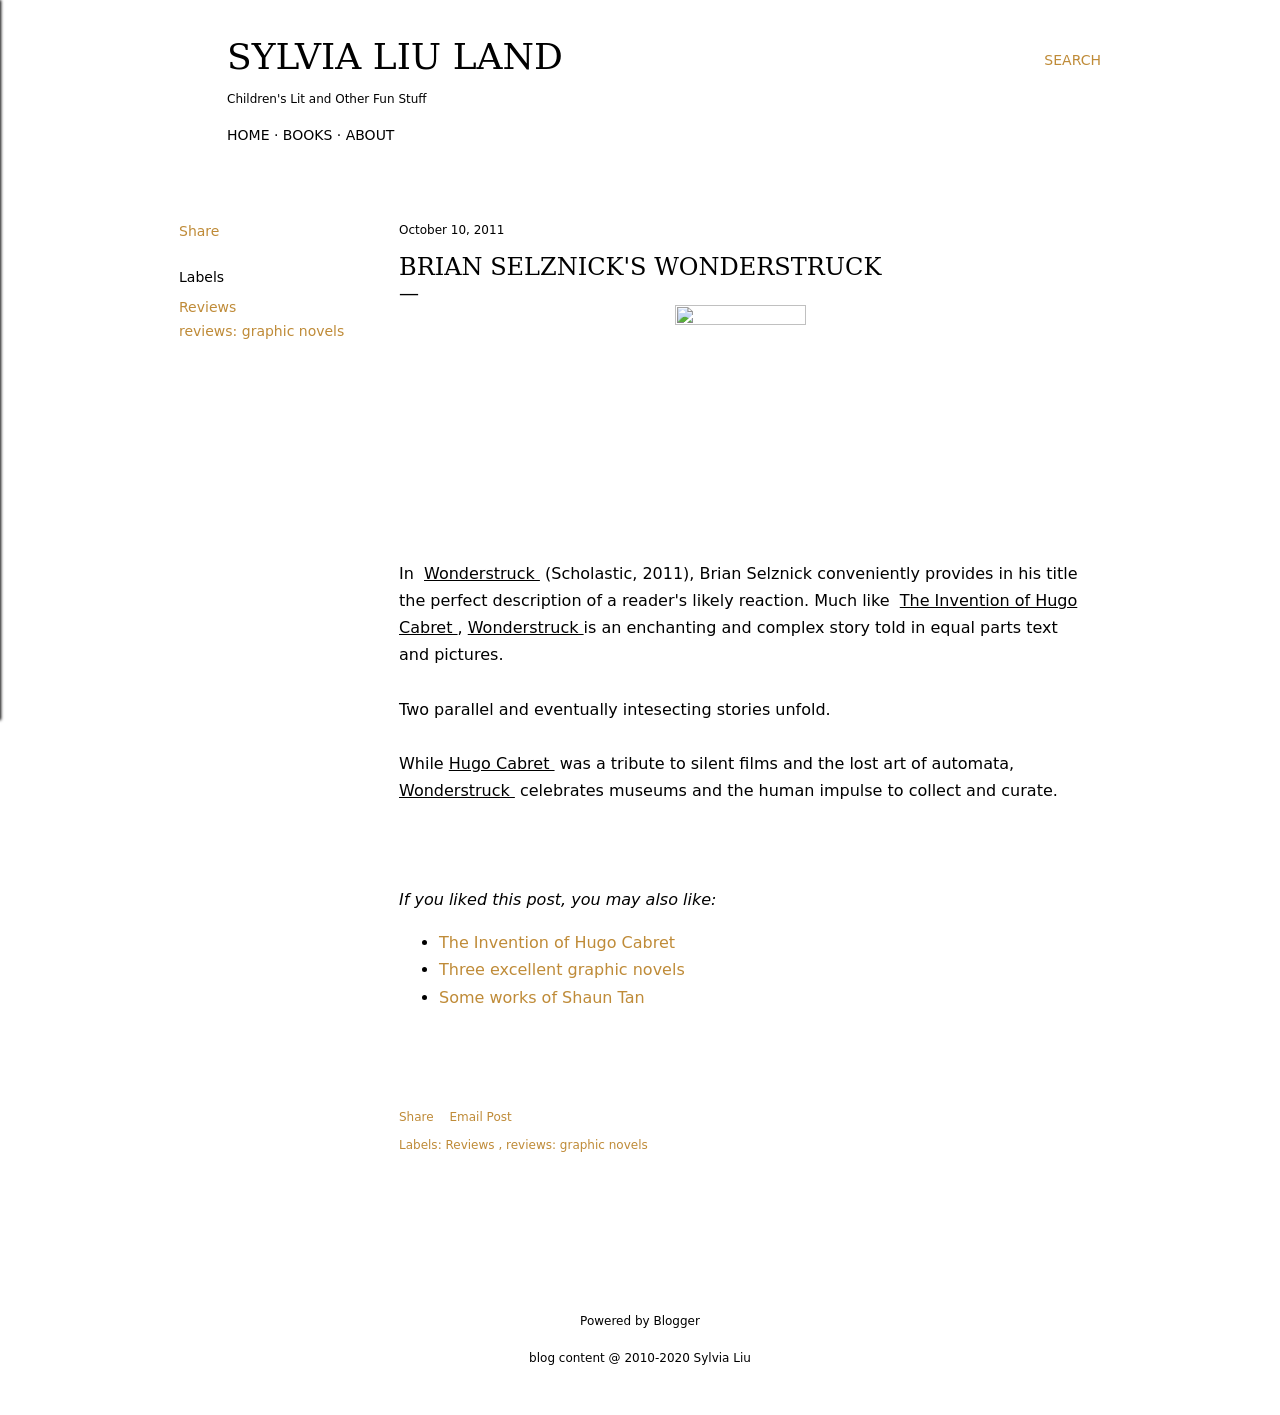 SYLVIA LIU LAND
SEARCH
Children's Lit and Other Fun Stuff
HOME · BOOKS · ABOUT
Share
Labels
Reviews
reviews: graphic novels
October 10, 2011
BRIAN SELZNICK'S WONDERSTRUCK
In Wonderstruck (Scholastic, 2011), Brian Selznick conveniently provides in his title
the perfect description of a reader's likely reaction. Much like The Invention of Hugo
Cabret , Wonderstruck is an enchanting and complex story told in equal parts text
and pictures.
Two parallel and eventually intesecting stories unfold.
While Hugo Cabret was a tribute to silent films and the lost art of automata,
Wonderstruck celebrates museums and the human impulse to collect and curate.
If you liked this post, you may also like:
• The Invention of Hugo Cabret
• Three excellent graphic novels
• Some works of Shaun Tan
Share Email Post
Labels: Reviews , reviews: graphic novels
Powered by Blogger
blog content @ 2010-2020 Sylvia Liu